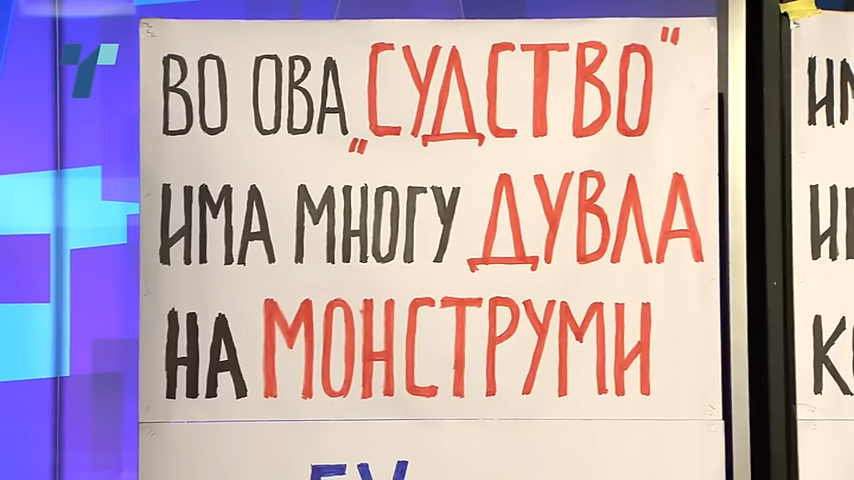 ВО ОВА „СУДСТВО"
ИМА МНОГУ ДУВЛА
НА МОНСТРУМИ